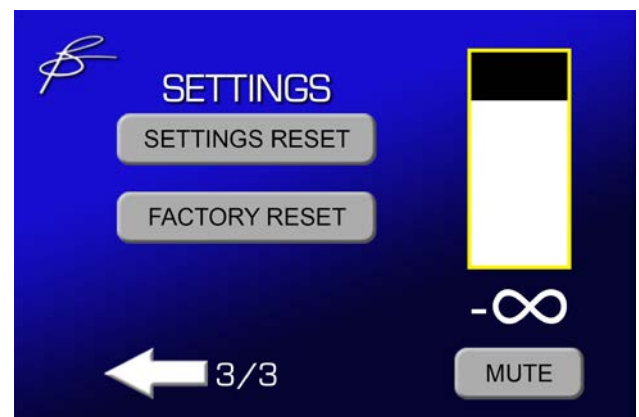 SETTINGS
SETTINGS RESET
FACTORY RESET
-∞
3/3
MUTE